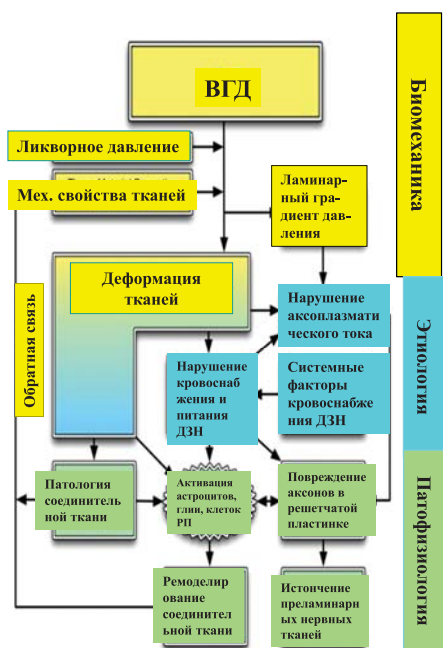 ВГД
Биомеханика
Ликворное давление
Мех. свойства тканей
Ламинар-
ный гра-
диент дав-
ления
Деформация
тканей
Обратная связь
Нарушение
аксоплазмати
ческого тока
Этиология
Нарушение
кровоснаб
жения и
питания
ДЗН
Системные
факторы
кровоснабже
ния ДЗН
Патология
соединитель
ной ткани
Активация
астроцитов,
глии, клеток
РП
Повреждение
аксонов в
решетчатой
пластинке
Патофизиология
Ремоделир
ование
соединител
ьной ткани
Истончение
преламинарн
ых нервных
тканей